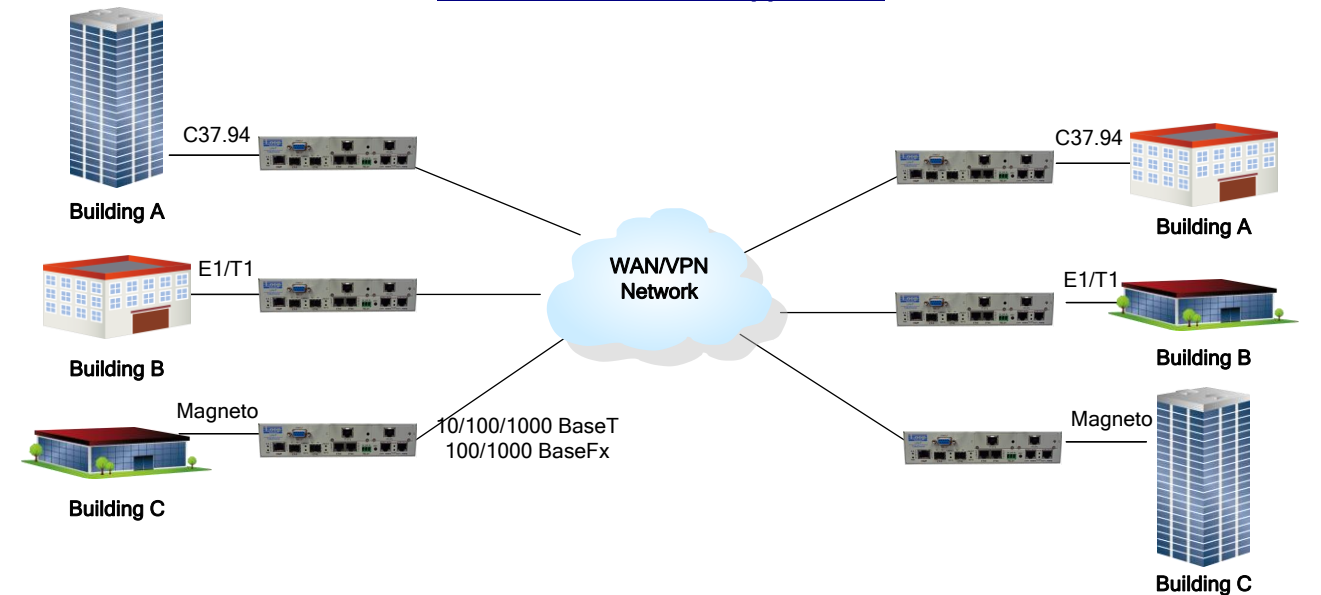 C37.94
Building A
E1/T1
Building B
Magneto
Building C
10/100/1000 BaseT
100/1000 BaseFx
WAN/VPN
Network
C37.94
Building A
E1/T1
Building B
Magneto
Building C